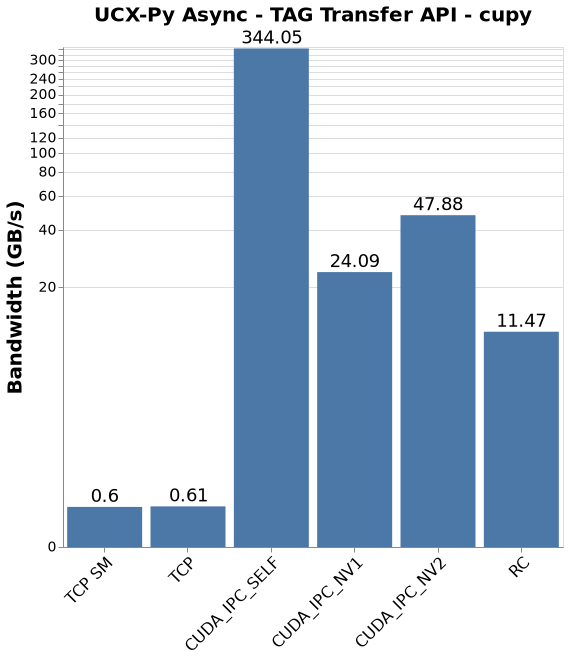 UCX-Py Async - TAG Transfer API - cupy
Bandwidth (GB/s)
300
240
200
160
120
100
80
60
40
20
0
0.6
0.61
344.05
24.09
47.88
11.47
TCP SM
TCP
CUDA_IPC_SELF
CUDA_IPC_NV1
CUDA_IPC_NV2
RC